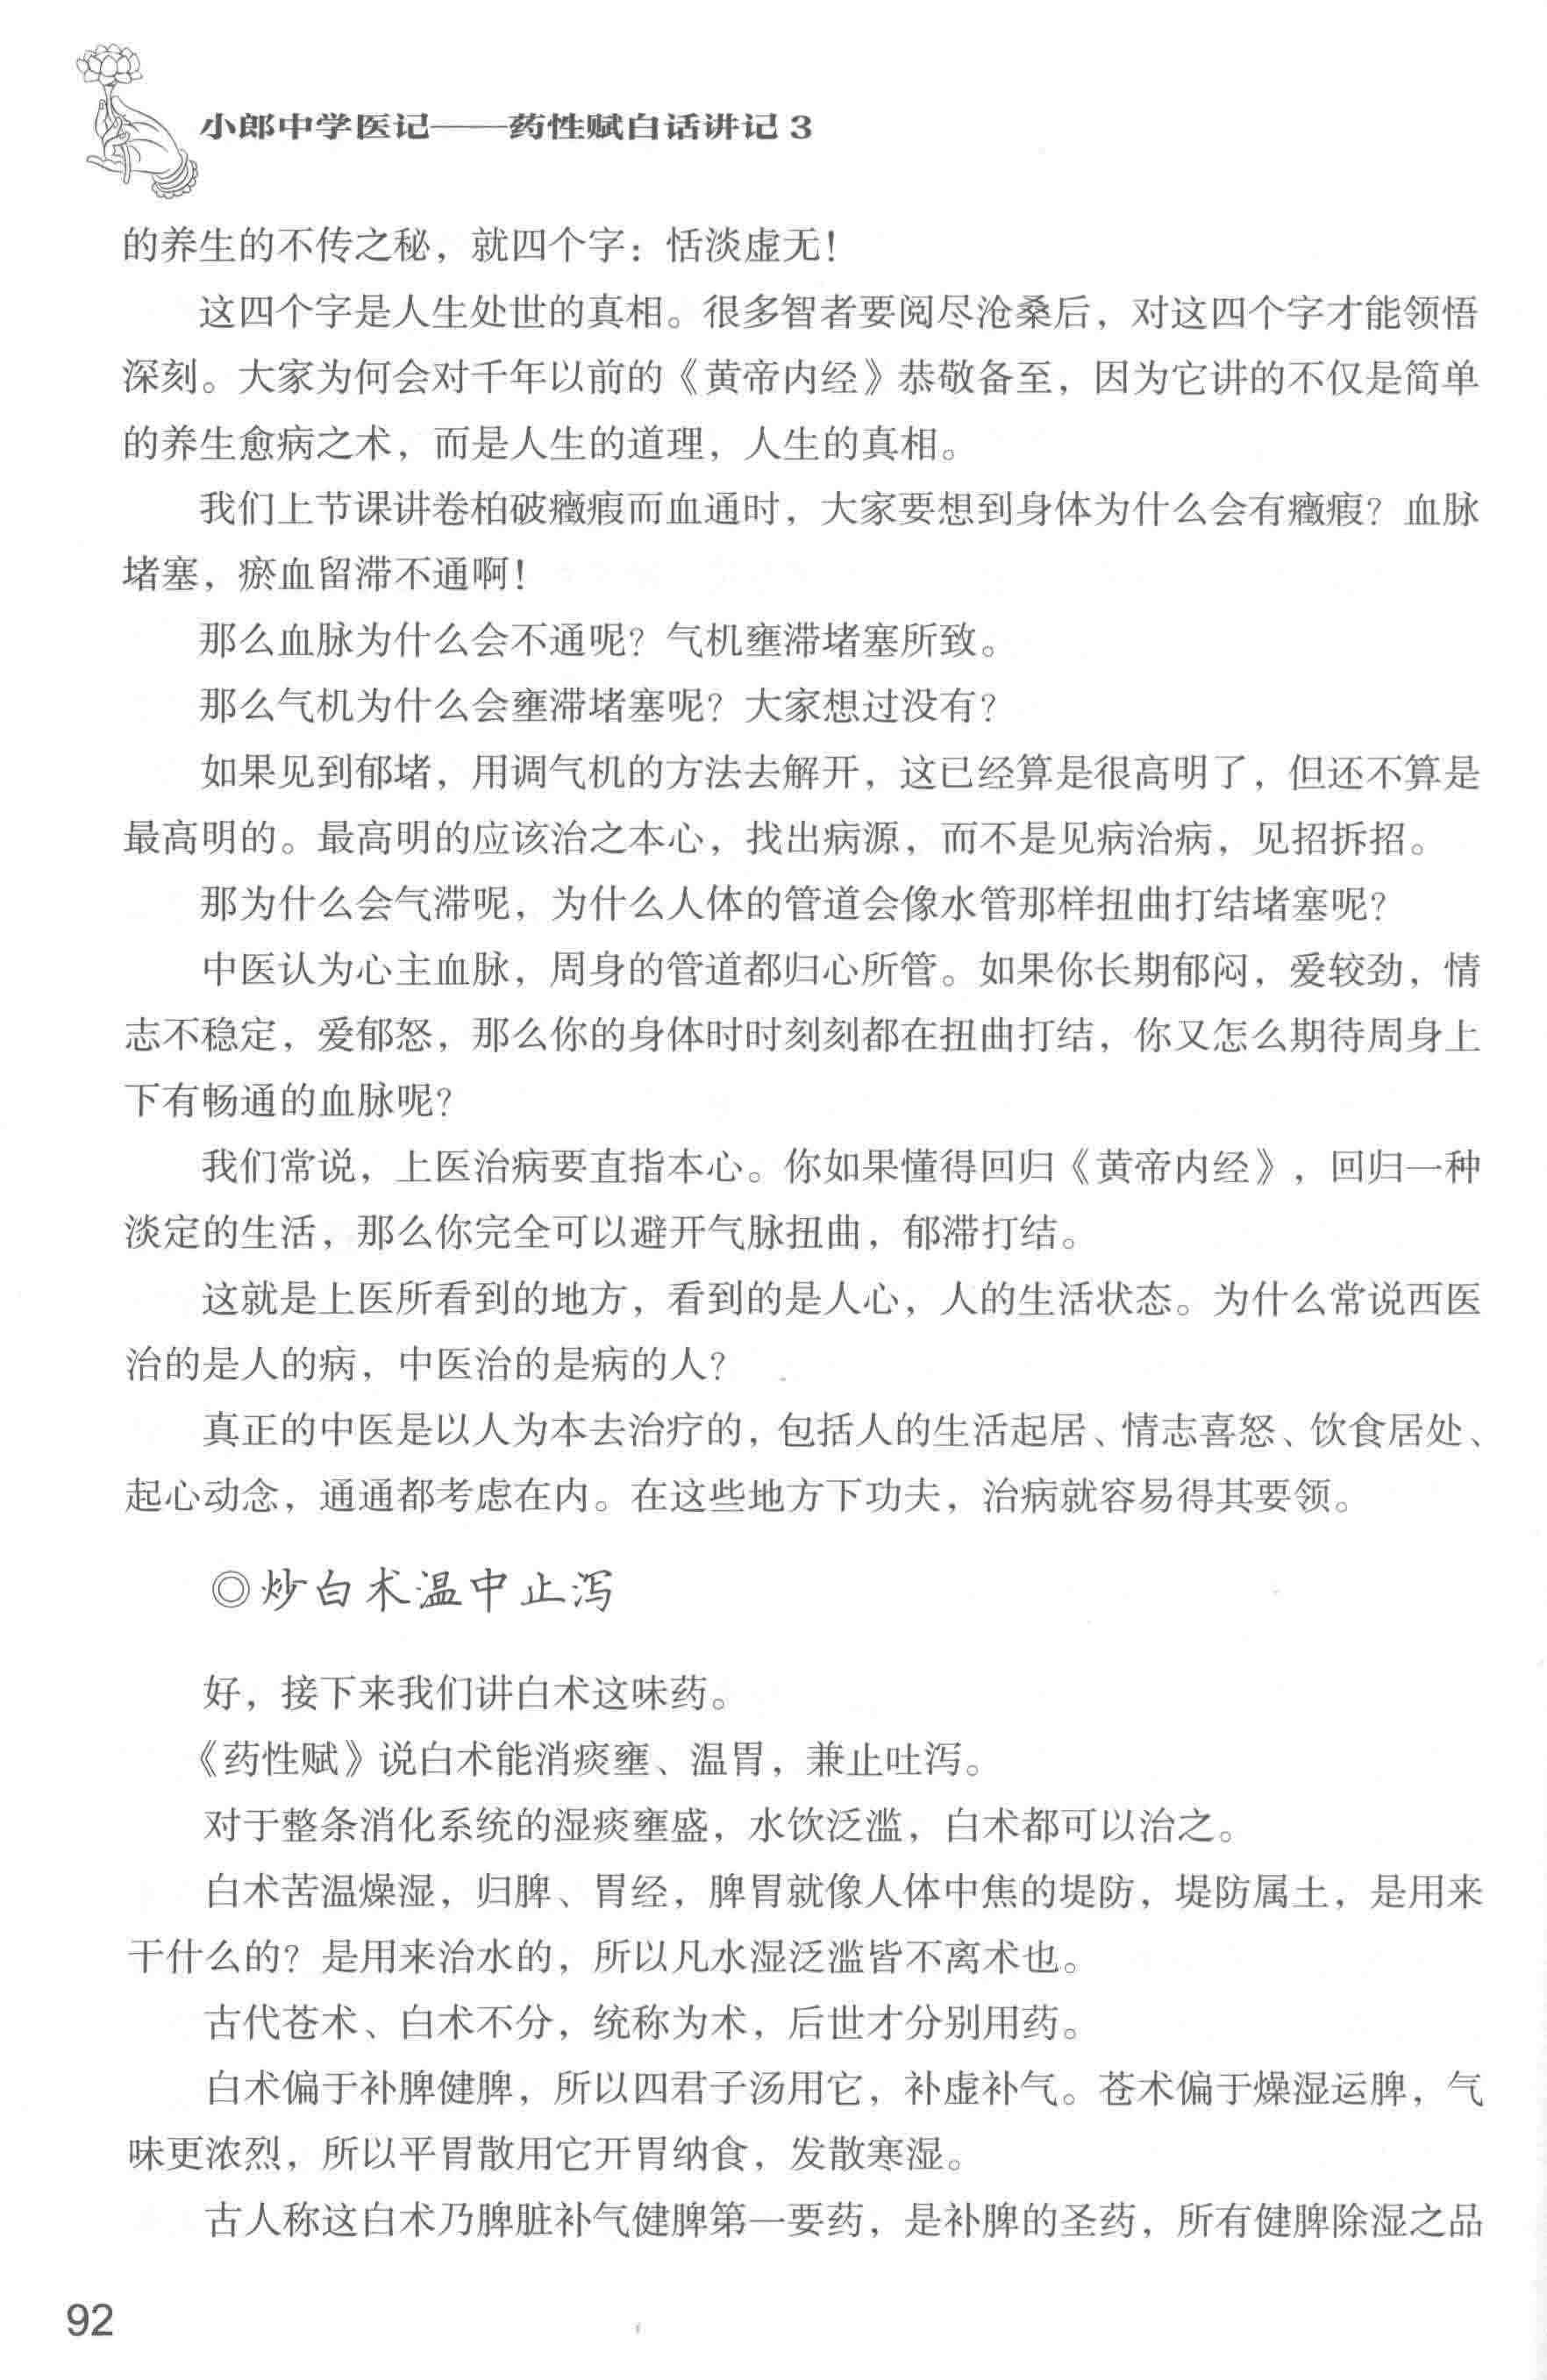 小郎中学医记——药性赋白话讲记 3
的养生的不传之秘，就四个字：恬淡虚无！
这四个字是人生处世的真相。很多智者要阅尽沧桑后，对这四个字才能领悟
深刻。大家为何会对千年以前的《黄帝内经》恭敬备至，因为它讲的不仅是简单
的养生愈病之术，而是人生的道理，人生的真相。
我们上节课讲卷柏破癥瘕而血通时，大家要想到身体为什么会有癥瘕？血脉
堵塞，瘀血留滞不通啊！
那么血脉为什么会不通呢？气机壅滞堵塞所致。
那么气机为什么会壅滞堵塞呢？大家想过没有？
如果见到郁堵，用调气机的方法去解开，这已经算是很高明了，但还不算是
最高明的。最高明的应该治之本心，找出病源，而不是见病治病，见招拆招。
那为什么会气滞呢，为什么人体的管道会像水管那样扭曲打结堵塞呢？
中医认为心主血脉，周身的管道都归心所管。如果你长期郁闷，爱较劲，情
志不稳定，爱郁怒，那么你的身体时时刻刻都在扭曲打结，你又怎么期待周身上
下有畅通的血脉呢？
我们常说，上医治病要直指本心。你如果懂得回归《黄帝内经》，回归一种
淡定的生活，那么你完全可以避开气脉扭曲，郁滞打结。
这就是上医所看到的地方，看到的是人心，人的生活状态。为什么常说西医
治的是人的病，中医治的是病的人？
真正的中医是以人为本去治疗的，包括人的生活起居、情志喜怒、饮食居处、
起心动念，通通都考虑在内。在这些地方下功夫，治病就容易得其要领。
◎炒白术温中止泻
好，接下来我们讲白术这味药。
《药性赋》说白术能消痰壅、温胃，兼止吐泻。
对于整条消化系统的湿痰壅盛，水饮泛滥，白术都可以治之。
白术苦温燥湿，归脾、胃经，脾胃就像人体中焦的堤防，堤防属土，是用来
干什么的？是用来治水的，所以凡水湿泛滥皆不离术也。
古代苍术、白术不分，统称为术，后世才分别用药。
白术偏于补脾健脾，所以四君子汤用它，补虚补气。苍术偏于燥湿运脾，气
味更浓烈，所以平胃散用它开胃纳食，发散寒湿。
古人称这白术乃脾脏补气健脾第一要药，是补脾的圣药，所有健脾除湿之品
92